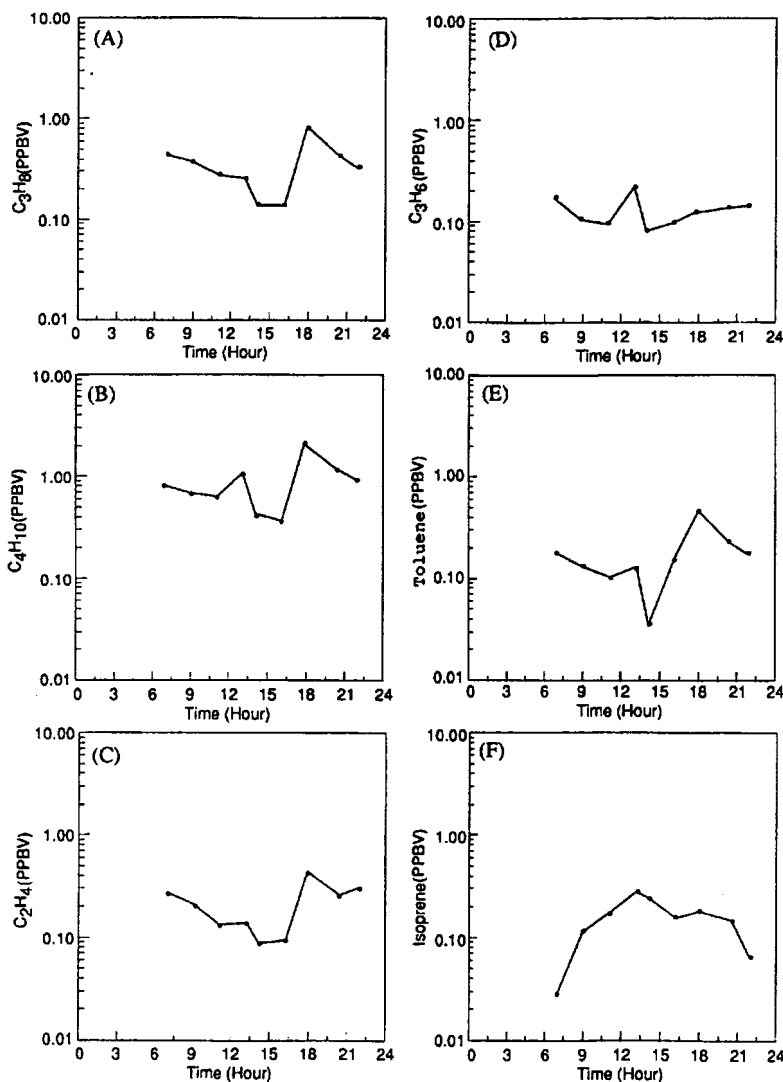 (A)
10.00
1.00
0.10
0.01
C3H8(PPBV)
0 3 6 9 12 15 18 21 24
Time (Hour)
(D)
10.00
1.00
0.10
0.01
C3H6(PPBV)
0 3 6 9 12 15 18 21 24
Time (Hour)
(B)
10.00
1.00
0.10
0.01
C4H10(PPBV)
0 3 6 9 12 15 18 21 24
Time (Hour)
(E)
10.00
1.00
0.10
0.01
Toluene(PPBV)
0 3 6 9 12 15 18 21 24
Time (Hour)
(C)
10.00
1.00
0.10
0.01
C2H4(PPBV)
0 3 6 9 12 15 18 21 24
Time (Hour)
(F)
10.00
1.00
0.10
0.01
Isoprene(PPBV)
0 3 6 9 12 15 18 21 24
Time (Hour)